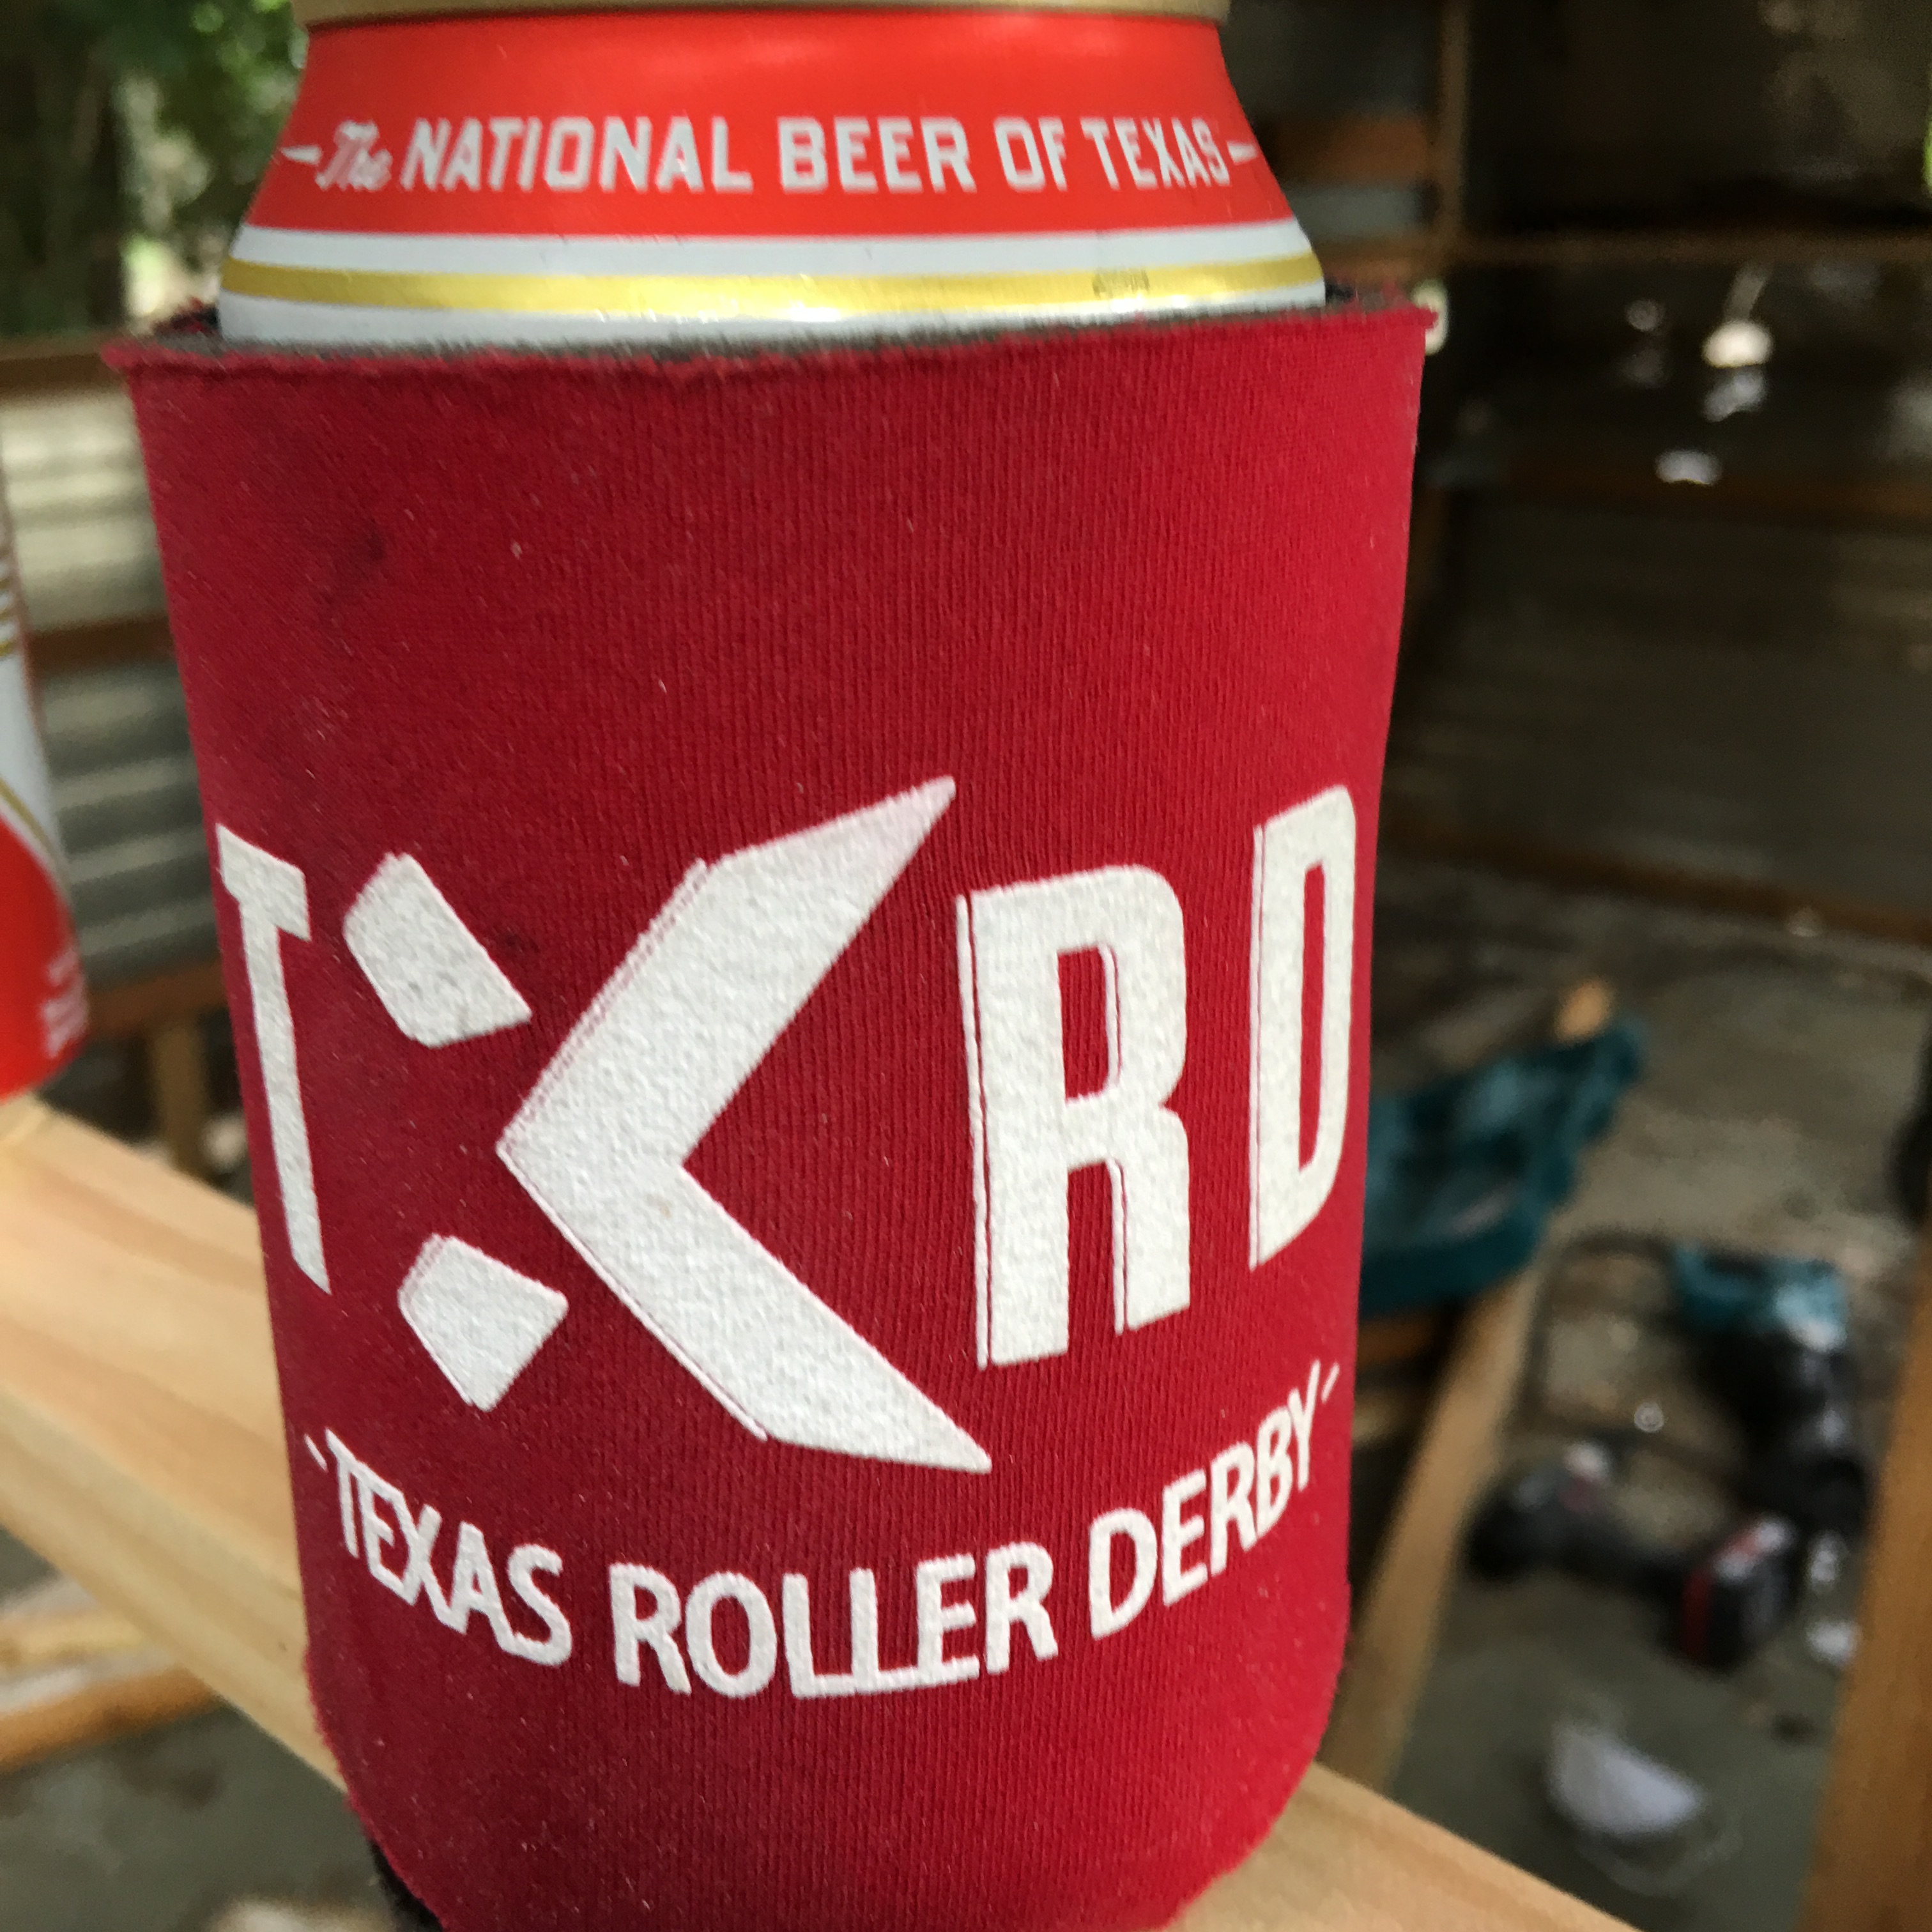 -The NATIONAL BEER OF TEXAS-
TXRD
-TEXAS ROLLER DERBY-